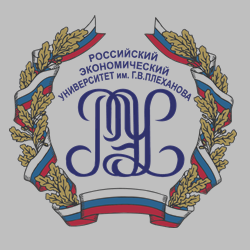 РОССИЙСКИЙ
ЭКОНОМИЧЕСКИЙ
УНИВЕРСИТЕТ им. Г.В.ПЛЕХАНОВА